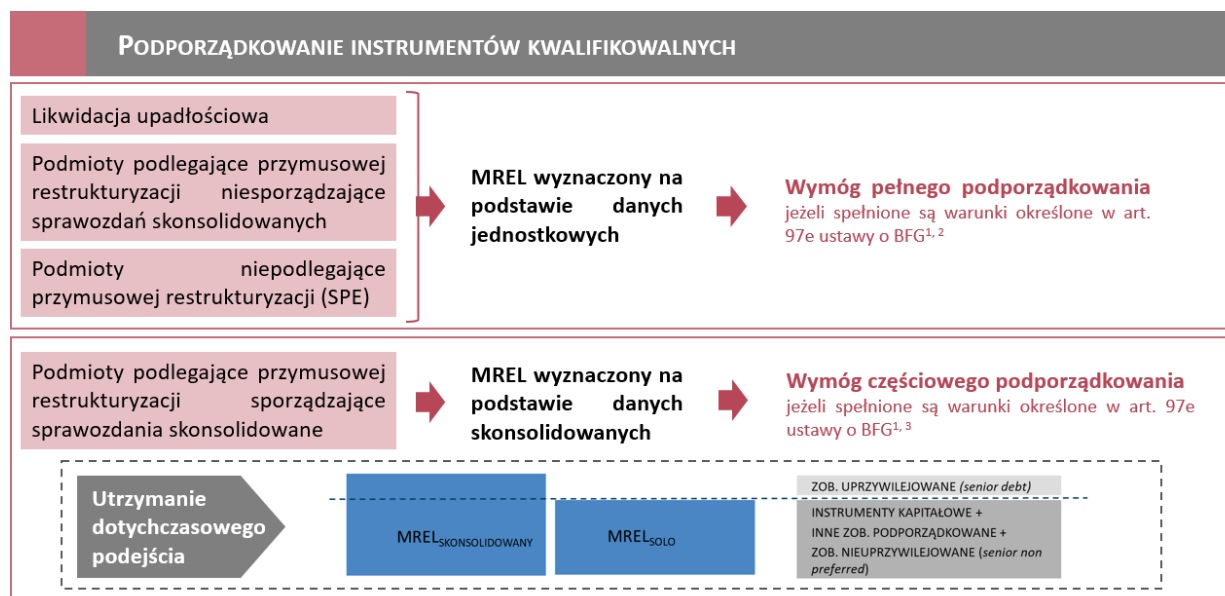 PODPORZĄDKOWANIE INSTRUMENTÓW KWALIFIKOWALNYCH
Likwidacja upadłościowa
Podmioty podlegające przymusowej
restrukturyzacji niesporządzające
sprawozdań skonsolidowanych
Podmioty niepodlegające
przymusowej restrukturyzacji (SPE)
MREL wyznaczony na
podstawie danych
jednostkowych
Wymóg pełnego podporządkowania
jeżeli spełnione są warunki określone w art.
97e ustawy o BFG1, 2
Podmioty podlegające przymusowej
restrukturyzacji sporządzające
sprawozdania skonsolidowane
MREL wyznaczony na
podstawie danych
skonsolidowanych
Wymóg częściowego podporządkowania
jeżeli spełnione są warunki określone w art. 97e
ustawy o BFG1, 3
Utrzymanie
dotychczasowego
podejścia
MRELSKONSOLIDOWANY
MRELSOLO
ZOB. UPRZYWILEJOWANE (senior debt)
INSTRUMENTY KAPITAŁOWE +
INNE ZOB. PODPORZĄDKOWANE +
ZOB. NIEUPRZYWILEJOWANE (senior non
preferred)